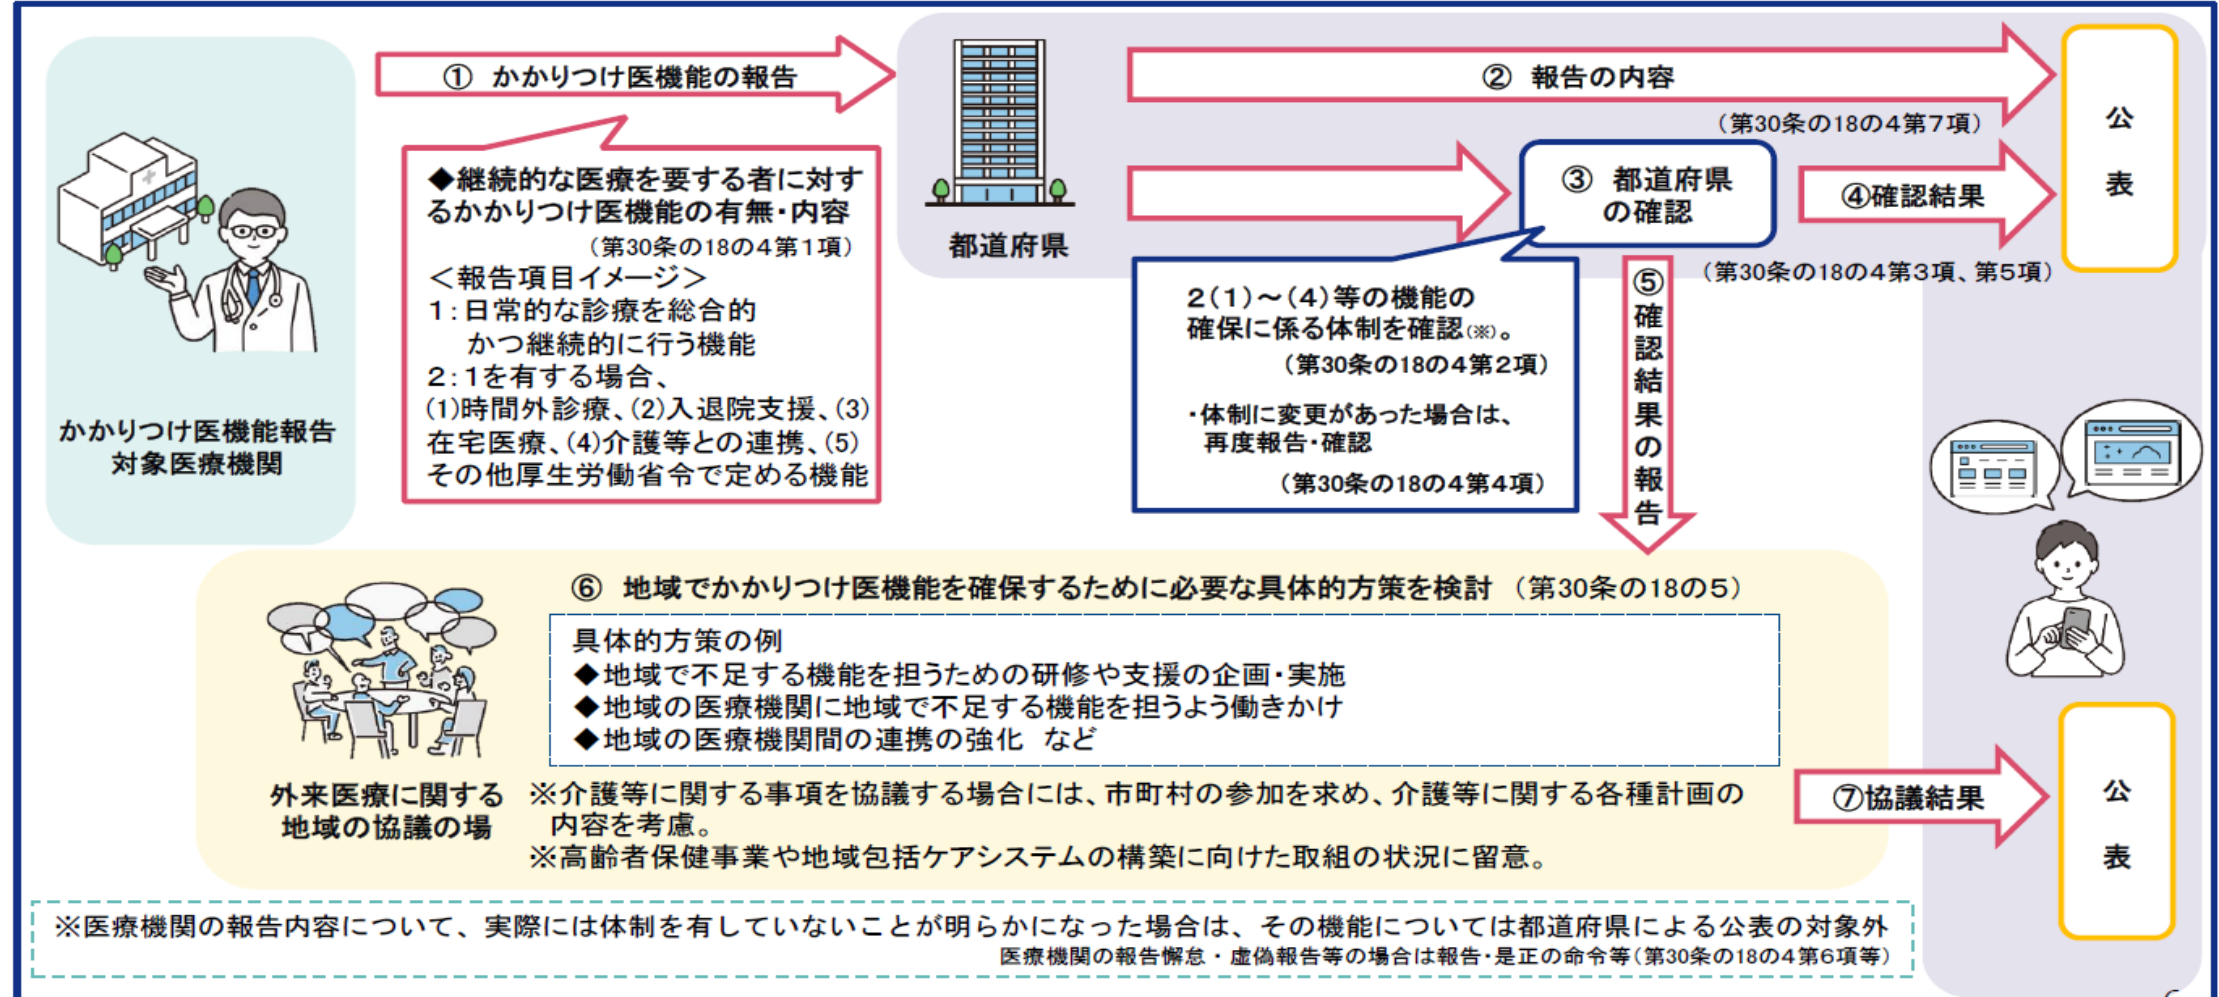 かかりつけ医機能報告
対象医療機関
① かかりつけ医機能の報告
◆継続的な医療を要する者に対す
るかかりつけ医機能の有無・内容
(第30条の18の4第1項)
＜報告項目イメージ＞
1：日常的な診療を総合的
かつ継続的に行う機能
2：1を有する場合、
(1)時間外診療、(2)入退院支援、(3)
在宅医療、(4)介護等との連携、(5)
その他厚生労働省令で定める機能
都道府県
② 報告の内容
(第30条の18の4第7項)
③ 都道府県
の確認
④確認結果
(第30条の18の4第3項、第5項)
公
表
2(1)～(4)等の機能の
確保に係る体制を確認(※)。
(第30条の18の4第2項)
・体制に変更があった場合は、
再度報告・確認
(第30条の18の4第4項)
⑤確認結果の報告
⑥ 地域でかかりつけ医機能を確保するために必要な具体的方策を検討 (第30条の18の5)
具体的方策の例
◆地域で不足する機能を担うための研修や支援の企画・実施
◆地域の医療機関に地域で不足する機能を担うよう働きかけ
◆地域の医療機関間の連携の強化 など
外来医療に関する
地域の協議の場
※介護等に関する事項を協議する場合には、市町村の参加を求め、介護等に関する各種計画の
内容を考慮。
※高齢者保健事業や地域包括ケアシステムの構築に向けた取組の状況に留意。
⑦協議結果
公
表
※医療機関の報告内容について、実際には体制を有していないことが明らかになった場合は、その機能については都道府県による公表の対象外
医療機関の報告懈怠・虚偽報告等の場合は報告・是正の命令等(第30条の18の4第6項等)